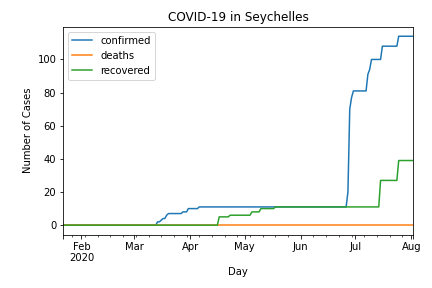 COVID-19 in Seychelles
confirmed
deaths
recovered
Number of Cases
100
80
60
40
20
0
Feb
2020
Mar
Apr
May
Jun
Jul
Aug
Day